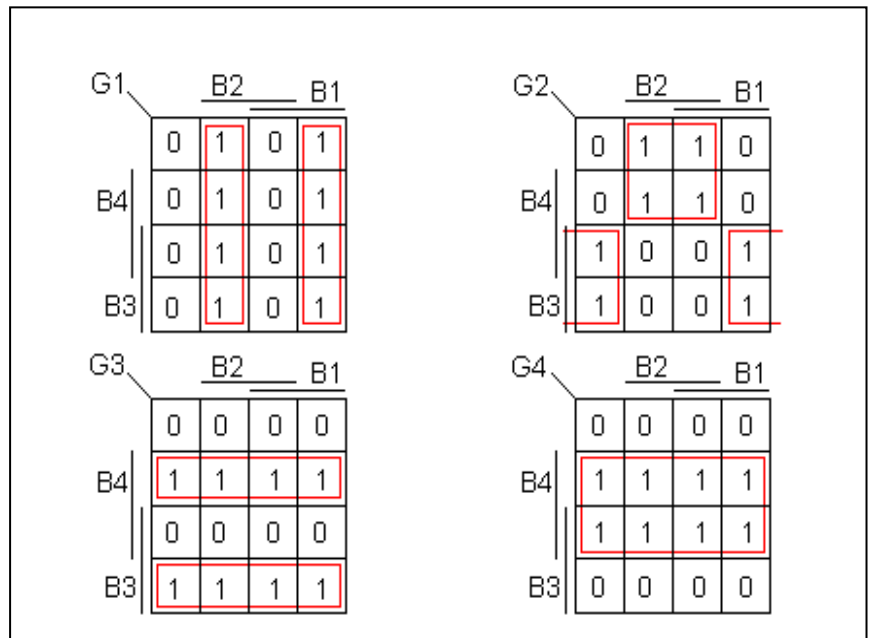 G1 B2 B1
0 1 0 1
B4 0 1 0 1
0 1 0 1
B3 0 1 0 1
G2 B2 B1
0 1 1 0
B4 0 1 1 0
1 0 0 1
B3 1 0 0 1
G3 B2 B1
0 0 0 0
B4 1 1 1 1
0 0 0 0
B3 1 1 1 1
G4 B2 B1
0 0 0 0
B4 1 1 1 1
1 1 1 1
B3 0 0 0 0